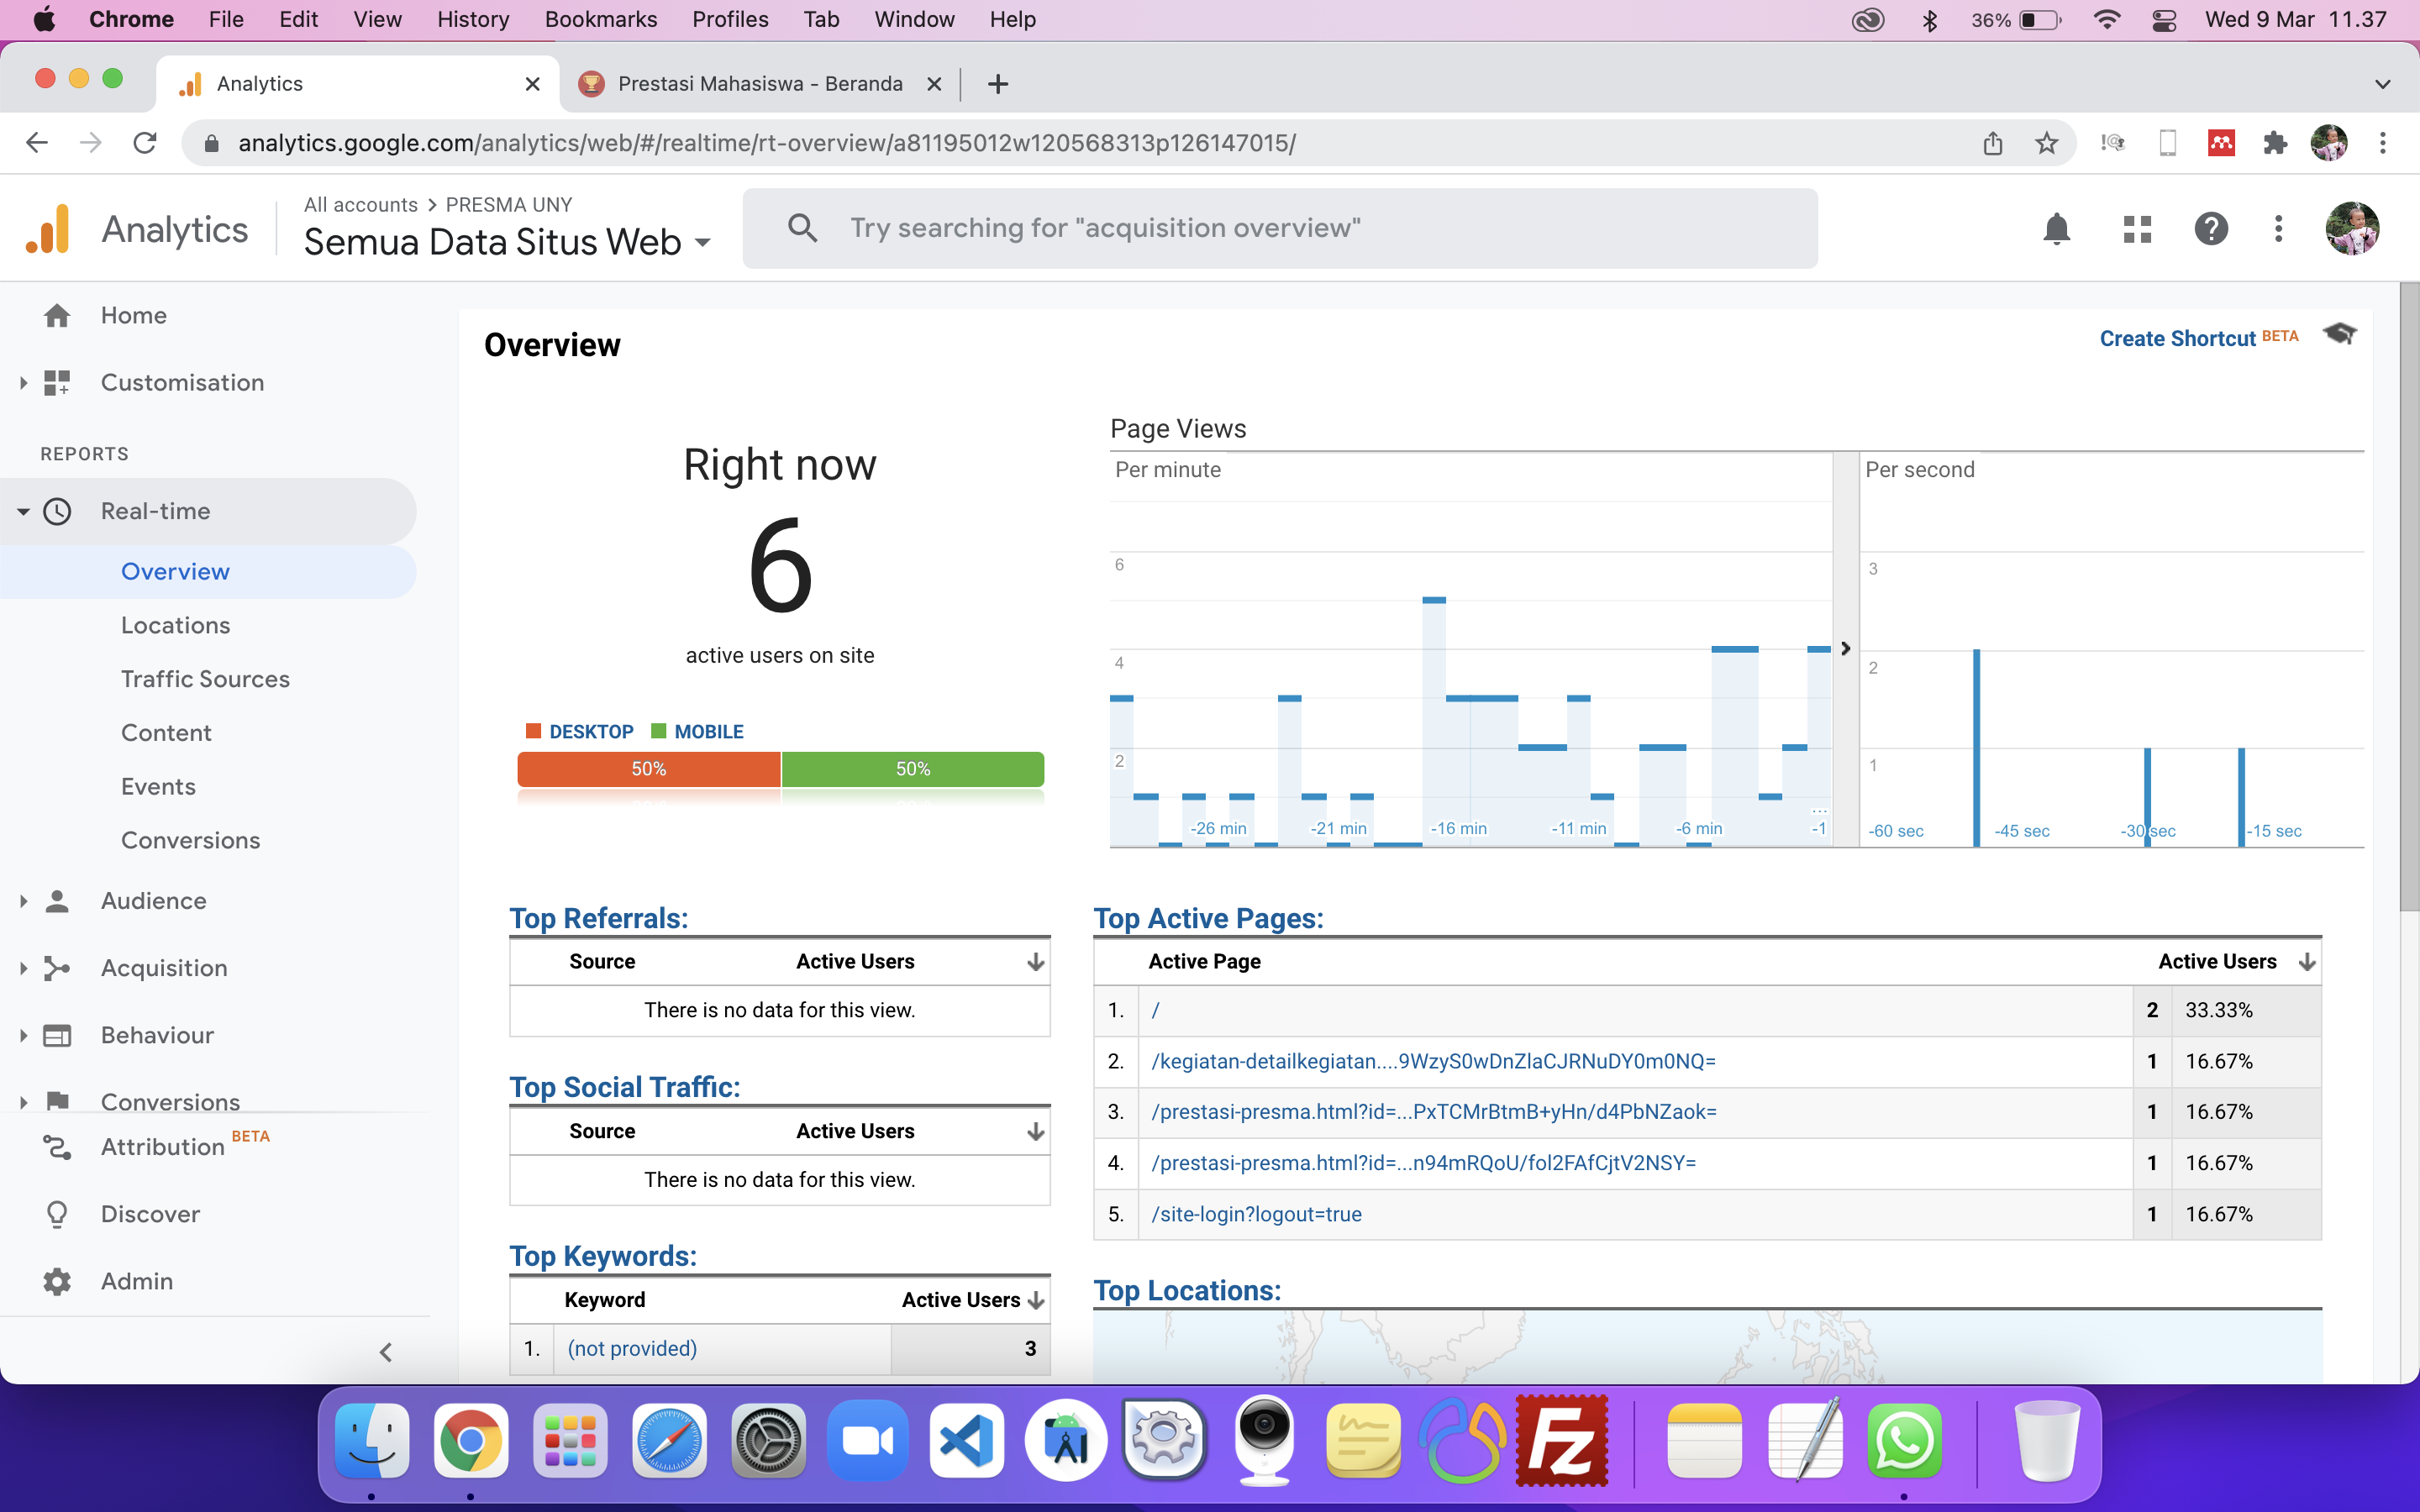 Chrome File Edit View History Bookmarks Profiles Tab Window Help 36% Wed 9 Mar 11.37
Analytics Prestasi Mahasiswa - Beranda
analytics.google.com/analytics/web/#/realtime/rt-overview/a81195012w120568313p126147015/
Analytics
All accounts > PRESMA UNY
Semua Data Situs Web
Try searching for "acquisition overview"
Home
Customisation
REPORTS
Real-time
Overview
Locations
Traffic Sources
Content
Events
Conversions
Audience
Acquisition
Behaviour
Conversions
Attribution BETA
Discover
Admin
Overview
Create Shortcut BETA
Right now
6
active users on site
DESKTOP MOBILE
50% 50%
Page Views
Per minute
6
4
2
-26 min -21 min -16 min -11 min -6 min -1
...
Per second
3
2
1
-60 sec -45 sec -30 sec -15 sec
Top Referrals:
Source Active Users
There is no data for this view.
Top Social Traffic:
Source Active Users
There is no data for this view.
Top Keywords:
Keyword Active Users
1. (not provided) 3
Top Active Pages:
Active Page Active Users
1. / 2 33.33%
2. /kegiatan-detailkegiatan....9WzyS0wDnZlaCJRNuDY0m0NQ= 1 16.67%
3. /prestasi-presma.html?id=...PxTCMrBtmB+yHn/d4PbNZaok= 1 16.67%
4. /prestasi-presma.html?id=...n94mRQoU/fol2FAfCjtV2NSY= 1 16.67%
5. /site-login?logout=true 1 16.67%
Top Locations:
Fz